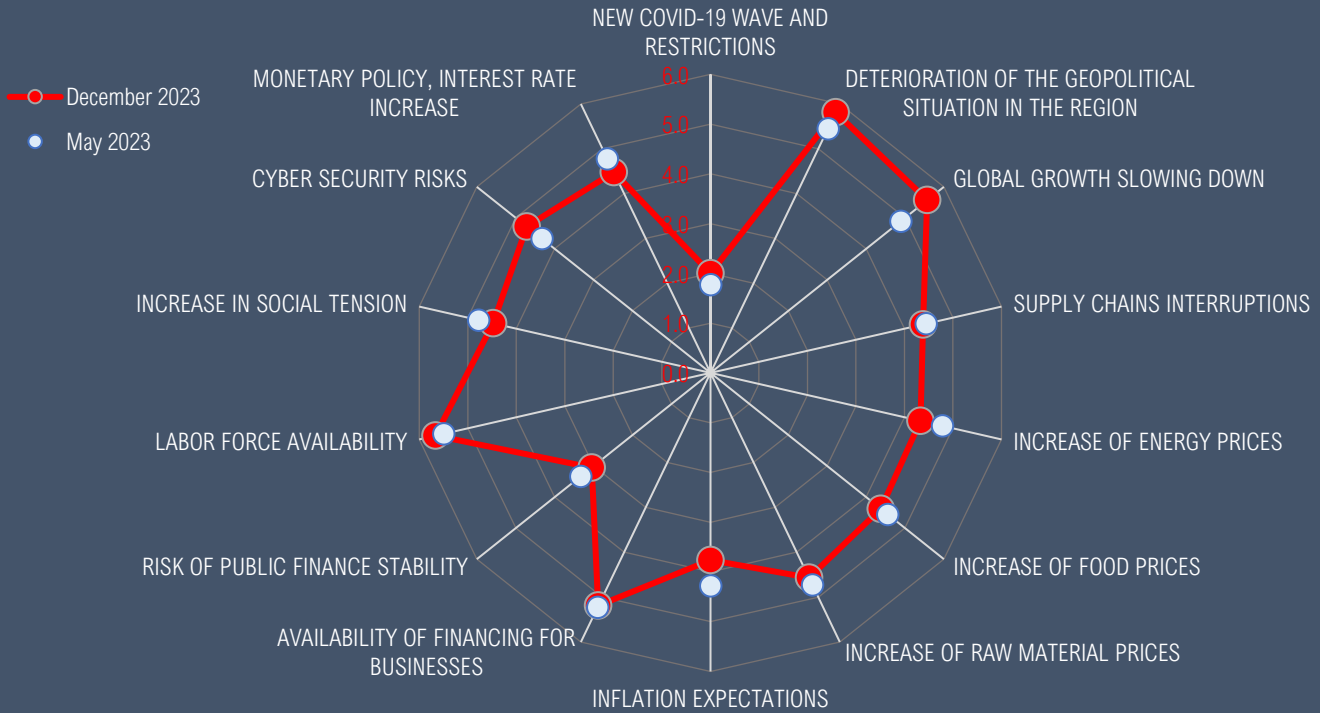 NEW COVID-19 WAVE AND
RESTRICTIONS
MONETARY POLICY, INTEREST RATE
INCREASE
DETERIORATION OF THE GEOPOLITICAL
SITUATION IN THE REGION
December 2023
May 2023
CYBER SECURITY RISKS
GLOBAL GROWTH SLOWING DOWN
INCREASE IN SOCIAL TENSION
SUPPLY CHAINS INTERRUPTIONS
LABOR FORCE AVAILABILITY
INCREASE OF ENERGY PRICES
RISK OF PUBLIC FINANCE STABILITY
INCREASE OF FOOD PRICES
AVAILABILITY OF FINANCING FOR
BUSINESSES
INCREASE OF RAW MATERIAL PRICES
INFLATION EXPECTATIONS
6.0
5.0
4.0
3.0
2.0
1.0
0.0